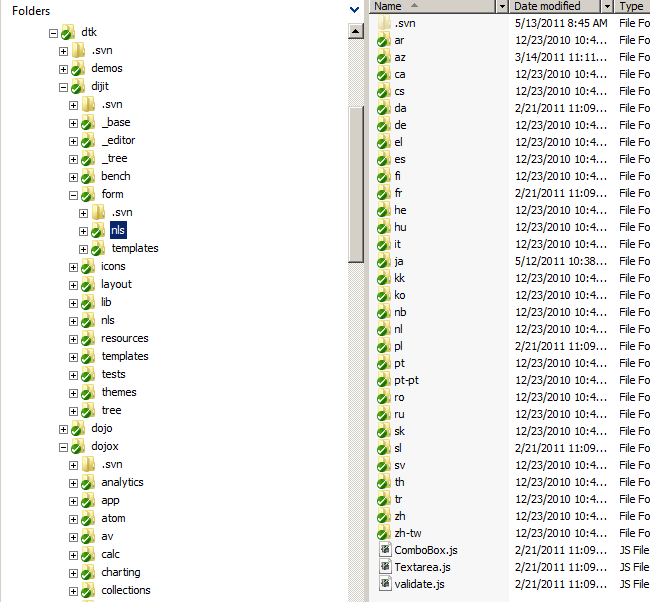 Folders
dtk
.svn
demos
dijit
.svn
_base
_editor
_tree
bench
form
.svn
nls
templates
icons
layout
lib
nls
resources
templates
tests
themes
tree
dojo
dojox
.svn
analytics
app
atom
av
calc
charting
collections
Name Date modified Type
.svn 5/13/2011 8:45 AM File Fo
ar 12/23/2010 10:4... File Fo
az 3/14/2011 11:11... File Fo
ca 12/23/2010 10:4... File Fo
cs 12/23/2010 10:4... File Fo
da 2/21/2011 11:09... File Fo
de 12/23/2010 10:4... File Fo
el 12/23/2010 10:4... File Fo
es 12/23/2010 10:4... File Fo
fi 12/23/2010 10:4... File Fo
fr 2/21/2011 11:09... File Fo
he 12/23/2010 10:4... File Fo
hu 12/23/2010 10:4... File Fo
it 12/23/2010 10:4... File Fo
ja 5/12/2011 10:38... File Fo
kk 12/23/2010 10:4... File Fo
ko 12/23/2010 10:4... File Fo
nb 12/23/2010 10:4... File Fo
nl 12/23/2010 10:4... File Fo
pl 2/21/2011 11:09... File Fo
pt 12/23/2010 10:4... File Fo
pt-pt 12/23/2010 10:4... File Fo
ro 12/23/2010 10:4... File Fo
ru 12/23/2010 10:4... File Fo
sk 12/23/2010 10:4... File Fo
sl 2/21/2011 11:09... File Fo
sv 12/23/2010 10:4... File Fo
th 12/23/2010 10:4... File Fo
tr 12/23/2010 10:4... File Fo
zh 12/23/2010 10:4... File Fo
zh-tw 12/23/2010 10:4... File Fo
ComboBox.js 2/21/2011 11:09... JS File
Textarea.js 2/21/2011 11:09... JS File
validate.js 2/21/2011 11:09... JS File